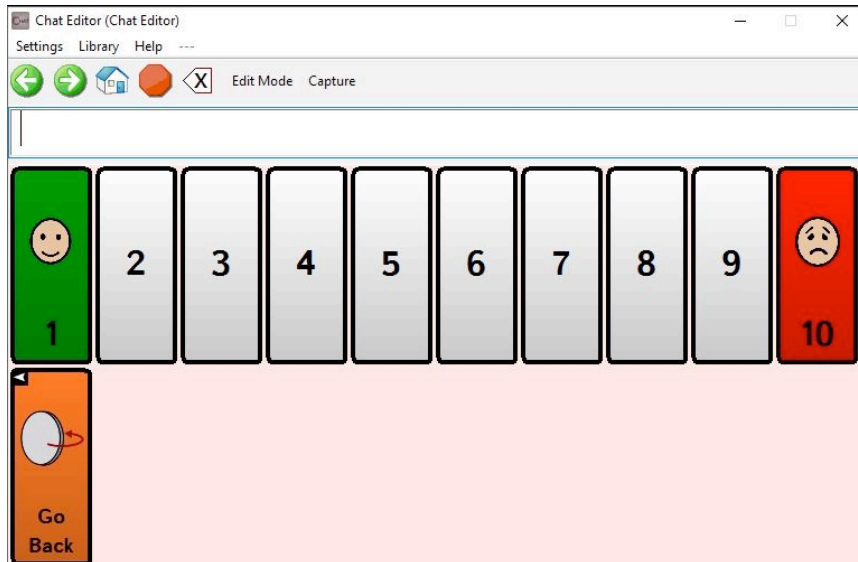 Chat Editor (Chat Editor)
Settings Library Help ---
X Edit Mode Capture
1 2 3 4 5 6 7 8 9 10
Go
Back